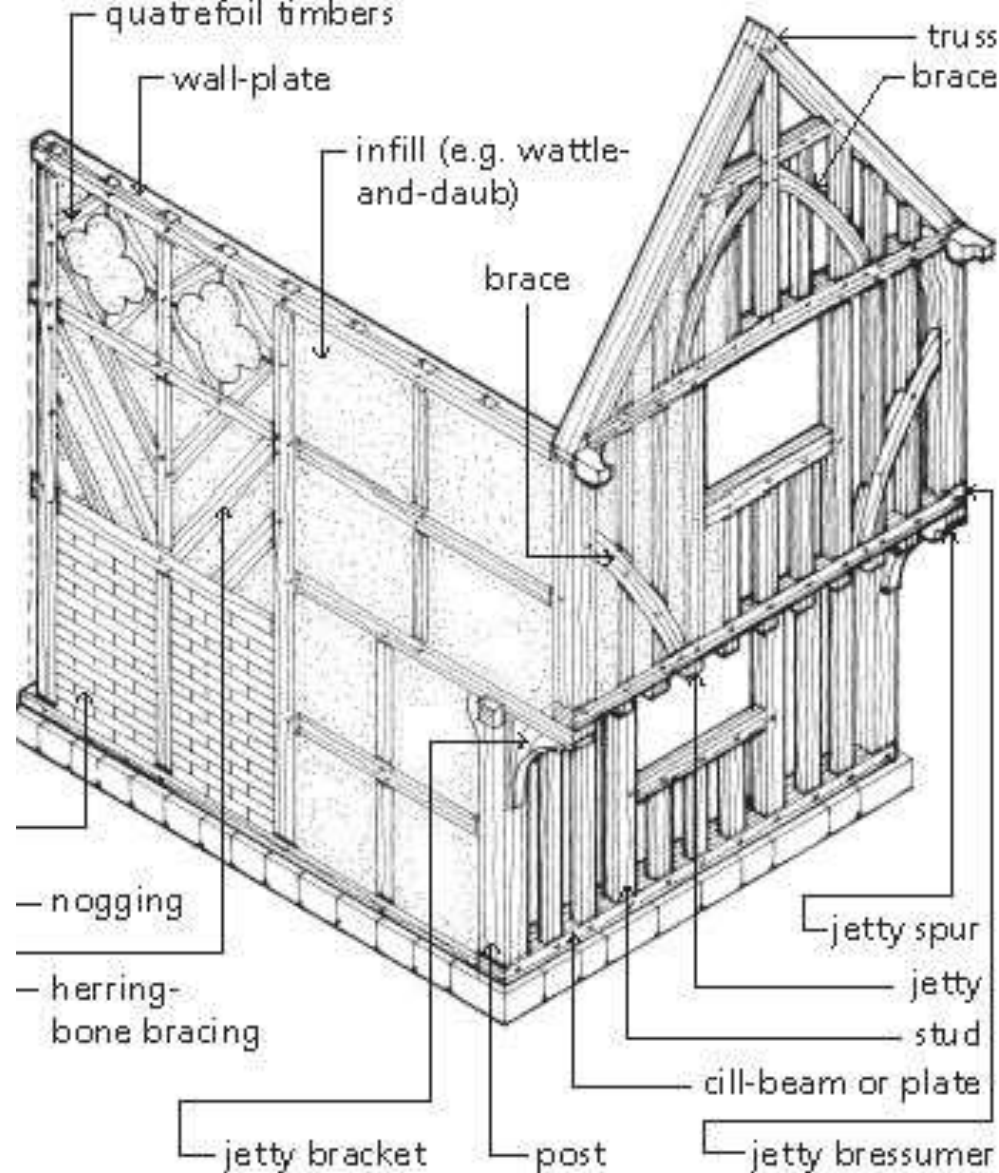 quatrefoil timbers
truss
wall-plate
brace
infill (e.g. wattle-
and-daub)
brace
nogging
jetty spur
herring-
bone bracing
jetty
stud
cill-beam or plate
jetty bracket
post
jetty bressumer